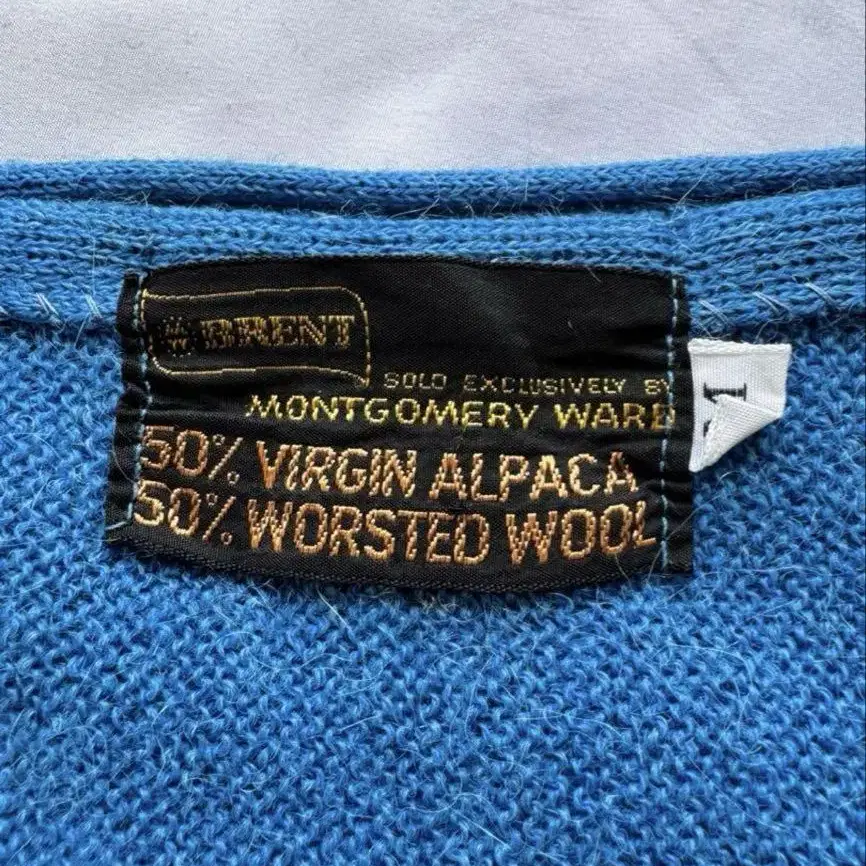 BRENT
SOLD EXCLUSIVELY BY
MONTGOMERY WARD
50% VIRGIN ALPACA
50% WORSTED WOOL
L